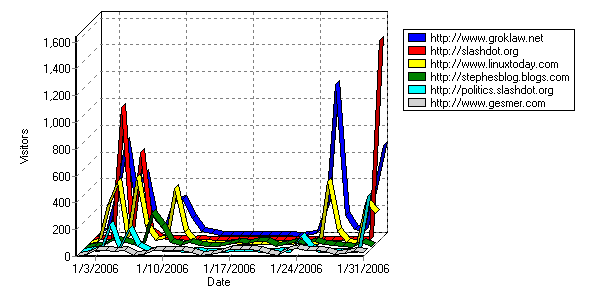 1,600
1,400
1,200
1,000
800
600
400
200
0
Visitors
1/3/2006 1/10/2006 1/17/2006 1/24/2006 1/31/2006
Date
http://www.groklaw.net
http://slashdot.org
http://www.linuxtoday.com
http://stephesblog.blogs.com
http://politics.slashdot.org
http://www.gesmer.com